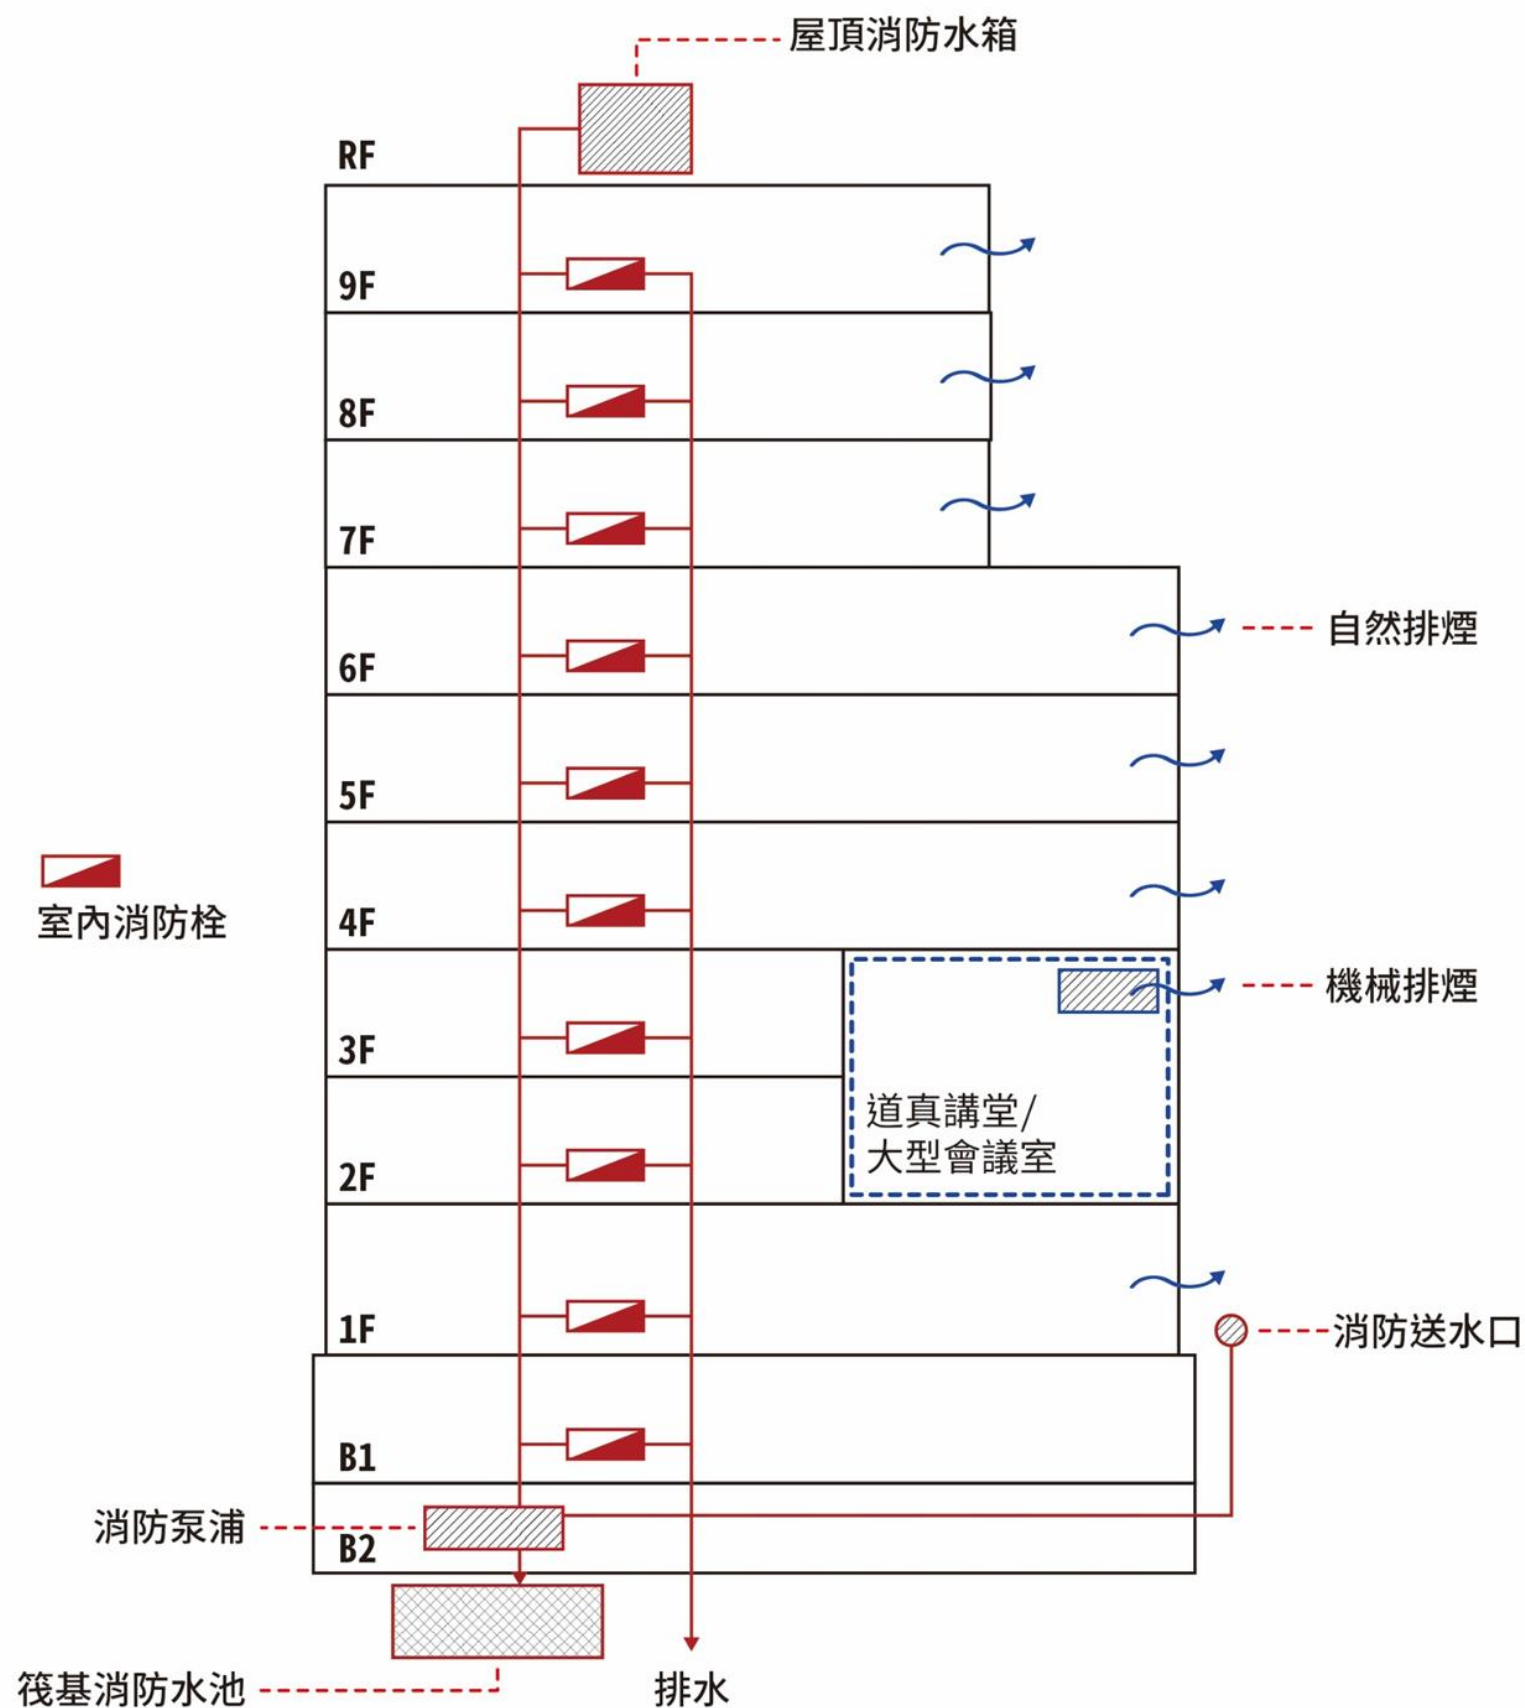 屋頂消防水箱
RF
9F
8F
7F
6F
自然排煙
5F
室內消防栓
4F
機械排煙
3F
道真講堂/
大型會議室
2F
1F
消防送水口
B1
消防泵浦
B2
筏基消防水池
排水